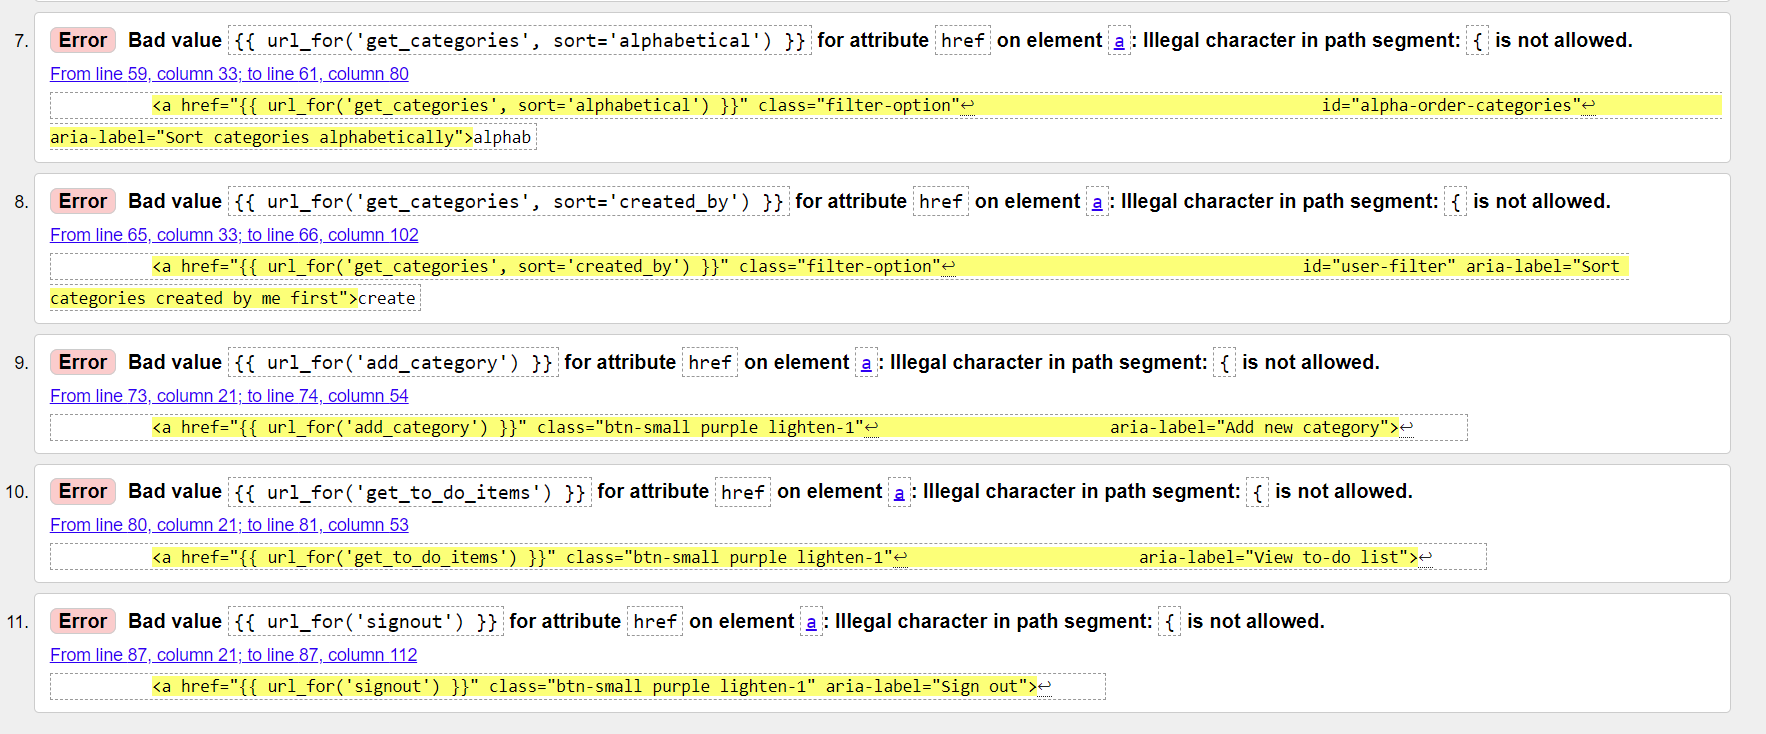 7. Error Bad value {{ url_for('get_categories', sort='alphabetical') }} for attribute href on element a: Illegal character in path segment: { is not allowed.
From line 59, column 33; to line 61, column 80
<a href="{{ url_for('get_categories', sort='alphabetical') }}" class="filter-option"↩ id="alpha-order-categories"↩
aria-label="Sort categories alphabetically">alphab
8. Error Bad value {{ url_for('get_categories', sort='created_by') }} for attribute href on element a: Illegal character in path segment: { is not allowed.
From line 65, column 33; to line 66, column 102
<a href="{{ url_for('get_categories', sort='created_by') }}" class="filter-option"↩ id="user-filter" aria-label="Sort
categories created by me first">create
9. Error Bad value {{ url_for('add_category') }} for attribute href on element a: Illegal character in path segment: { is not allowed.
From line 73, column 21; to line 74, column 54
<a href="{{ url_for('add_category') }}" class="btn-small purple lighten-1"↩ aria-label="Add new category">↩
10. Error Bad value {{ url_for('get_to_do_items') }} for attribute href on element a: Illegal character in path segment: { is not allowed.
From line 80, column 21; to line 81, column 53
<a href="{{ url_for('get_to_do_items') }}" class="btn-small purple lighten-1"↩ aria-label="View to-do list">↩
11. Error Bad value {{ url_for('signout') }} for attribute href on element a: Illegal character in path segment: { is not allowed.
From line 87, column 21; to line 87, column 112
<a href="{{ url_for('signout') }}" class="btn-small purple lighten-1" aria-label="Sign out">↩